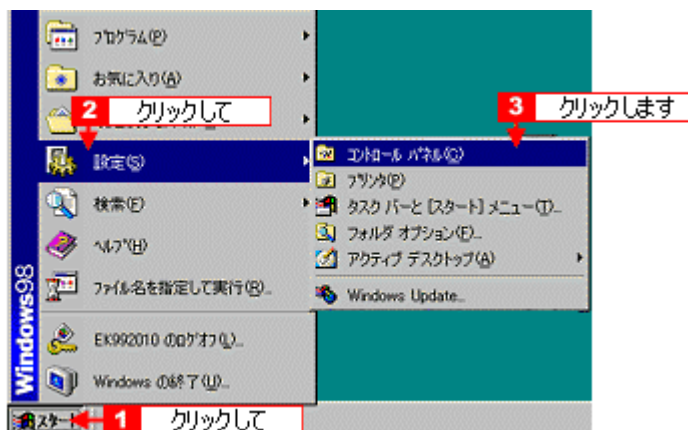 プログラム(P)
お気に入り(A)
2 クリックして
3 クリックします
設定(S)
コントロール パネル(C)
プリンタ(P)
検索(F)
タスク バーと [スタート] メニュー(T)...
フォルダ オプション(F)...
ヘルプ(H)
アクティブ デスクトップ(A)
ファイル名を指定して実行(R)...
Windows Update...
EK992010 のログオフ(L)...
Windows の終了(U)...
Windows98
スタート
1 クリックして